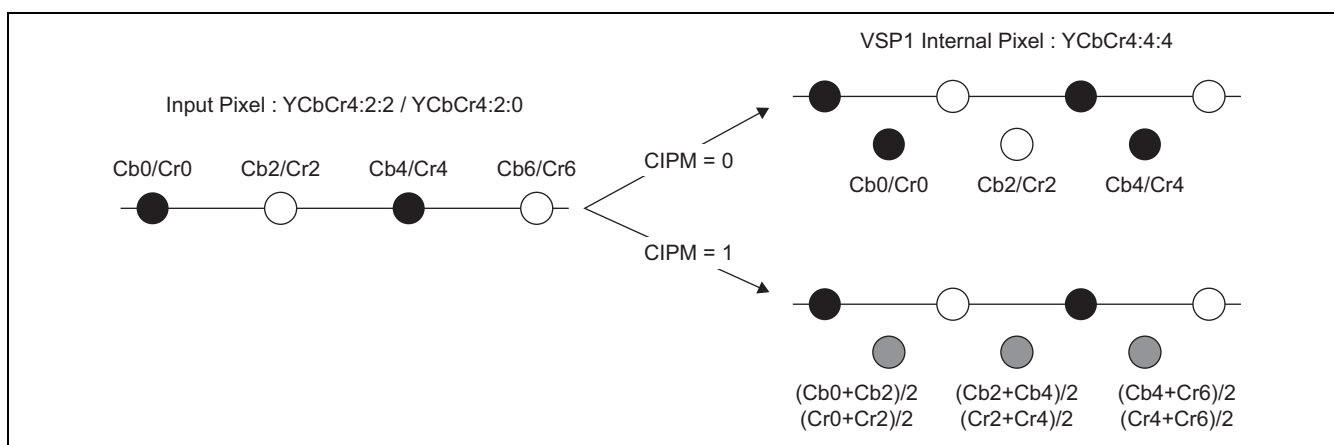 VSP1 Internal Pixel : YCbCr4:4:4
Input Pixel : YCbCr4:2:2 / YCbCr4:2:0
Cb0/Cr0 Cb2/Cr2 Cb4/Cr4 Cb6/Cr6
CIPM = 0
Cb0/Cr0 Cb2/Cr2 Cb4/Cr4
CIPM = 1
(Cb0+Cb2)/2 (Cb2+Cb4)/2 (Cb4+Cr6)/2
(Cr0+Cr2)/2 (Cr2+Cr4)/2 (Cr4+Cr6)/2